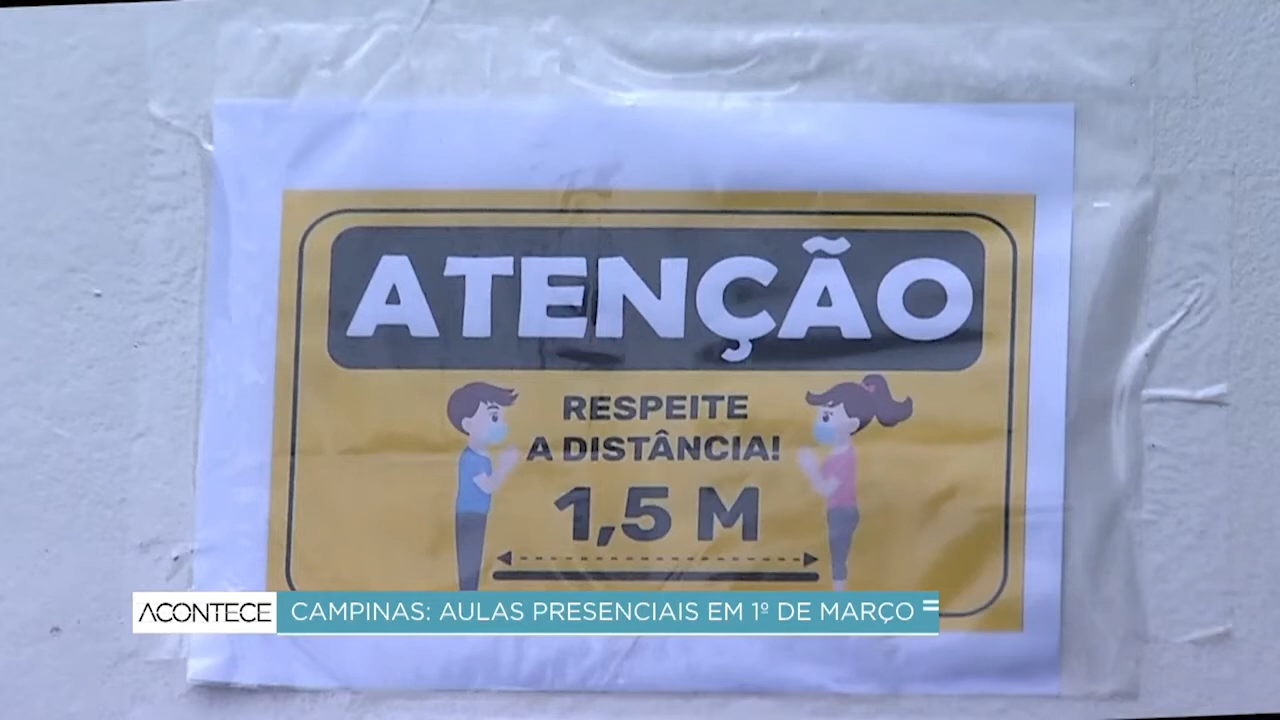 ATENÇÃO
RESPEITE
A DISTÂNCIA!
1,5 M
ACONTECE
CAMPINAS: AULAS PRESENCIAIS EM 1º DE MARÇO